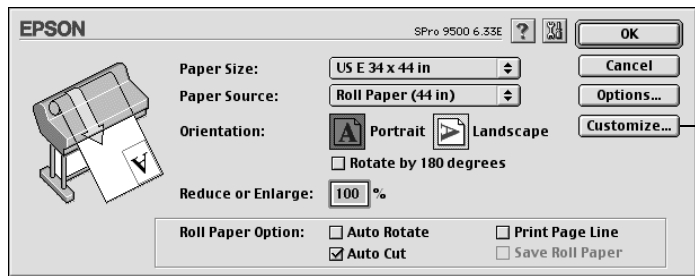 EPSON
SPro 9500 6.33E ?
OK
Paper Size: US E 34 x 44 in
Cancel
Paper Source: Roll Paper (44 in)
Options...
Orientation: A Portrait A Landscape
Customize...
Rotate by 180 degrees
A
Reduce or Enlarge: 100 %
Roll Paper Option: Auto Rotate Print Page Line
Auto Cut Save Roll Paper